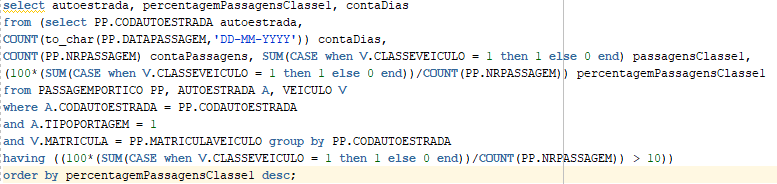 select autoestrada, percentagemPassagensClasse1, contaDias
from (select PP.CODAUTOESTRADA autoestrada,
COUNT(to_char(PP.DATAPASSAGEM,'DD-MM-YYYY')) contaDias,
COUNT(PP.NRPASSAGEM) contaPassagens, SUM(CASE when V.CLASSEVEICULO = 1 then 1 else 0 end) passagensClasse1,
(100*(SUM(CASE when V.CLASSEVEICULO = 1 then 1 else 0 end))/COUNT(PP.NRPASSAGEM)) percentagemPassagensClasse1
from PASSAGEMPORTICO PP, AUTOESTRADA A, VEICULO V
where A.CODAUTOESTRADA = PP.CODAUTOESTRADA
and A.TIPOPORTAGEM = 1
and V.MATRICULA = PP.MATRICULAVEICULO group by PP.CODAUTOESTRADA
having ((100*(SUM(CASE when V.CLASSEVEICULO = 1 then 1 else 0 end))/COUNT(PP.NRPASSAGEM)) > 10))
order by percentagemPassagensClasse1 desc;